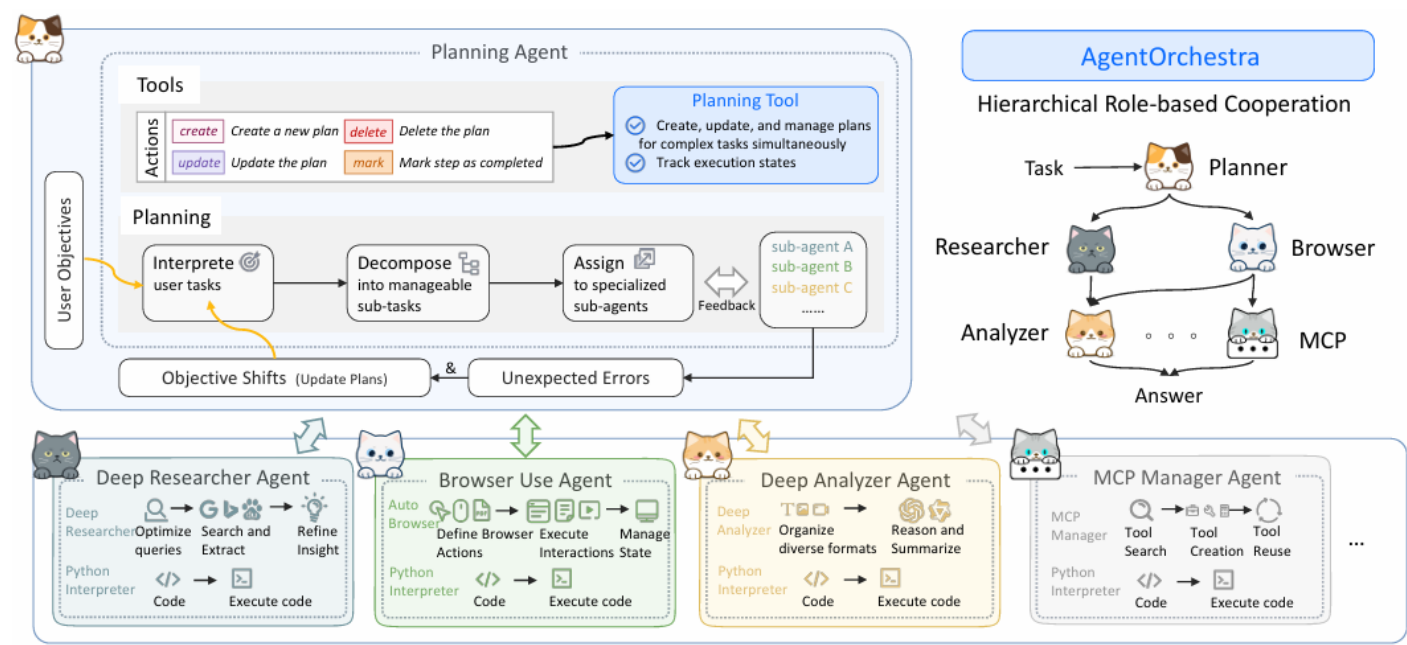 Planning Agent
Tools
Actions
create Create a new plan delete Delete the plan
update Update the plan mark Mark step as completed
Planning Tool
Create, update, and manage plans
for complex tasks simultaneously
Track execution states
User Objectives
Planning
Interprete
user tasks
Decompose
into manageable
sub-tasks
Assign
to specialized
sub-agents
Feedback
sub-agent A
sub-agent B
sub-agent C
......
Objective Shifts (Update Plans)
&
Unexpected Errors
AgentOrchestra
Hierarchical Role-based Cooperation
Task
Planner
Researcher
Browser
Analyzer
MCP
Answer
Deep Researcher Agent
Deep
Researcher
Optimize
queries
Search and
Extract
Refine
Insight
Python
Interpreter
Code
Execute code
Browser Use Agent
Auto
Browser
Define Browser
Actions
Execute
Interactions
Manage
State
Python
Interpreter
Code
Execute code
Deep Analyzer Agent
Deep
Analyzer
Organize
diverse formats
Reason and
Summarize
Python
Interpreter
Code
Execute code
MCP Manager Agent
MCP
Manager
Tool
Search
Tool
Creation
Tool
Reuse
Python
Interpreter
Code
Execute code
...